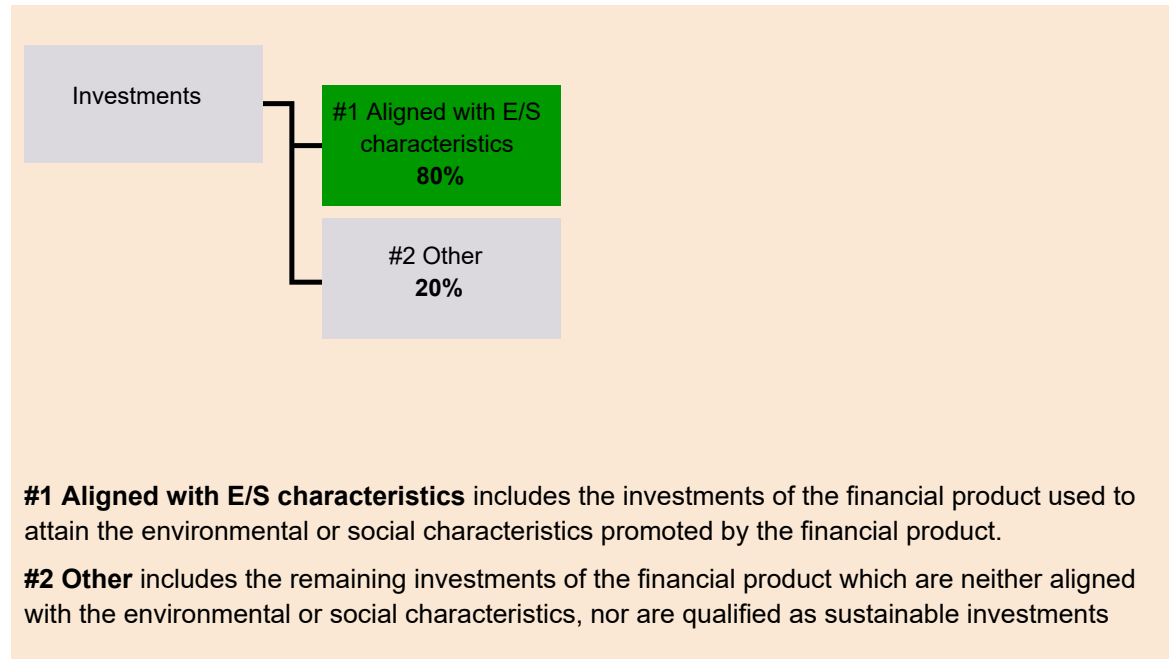 Investments
#1 Aligned with E/S
characteristics
80%
#2 Other
20%
#1 Aligned with E/S characteristics includes the investments of the financial product used to
attain the environmental or social characteristics promoted by the financial product.
#2 Other includes the remaining investments of the financial product which are neither aligned
with the environmental or social characteristics, nor are qualified as sustainable investments